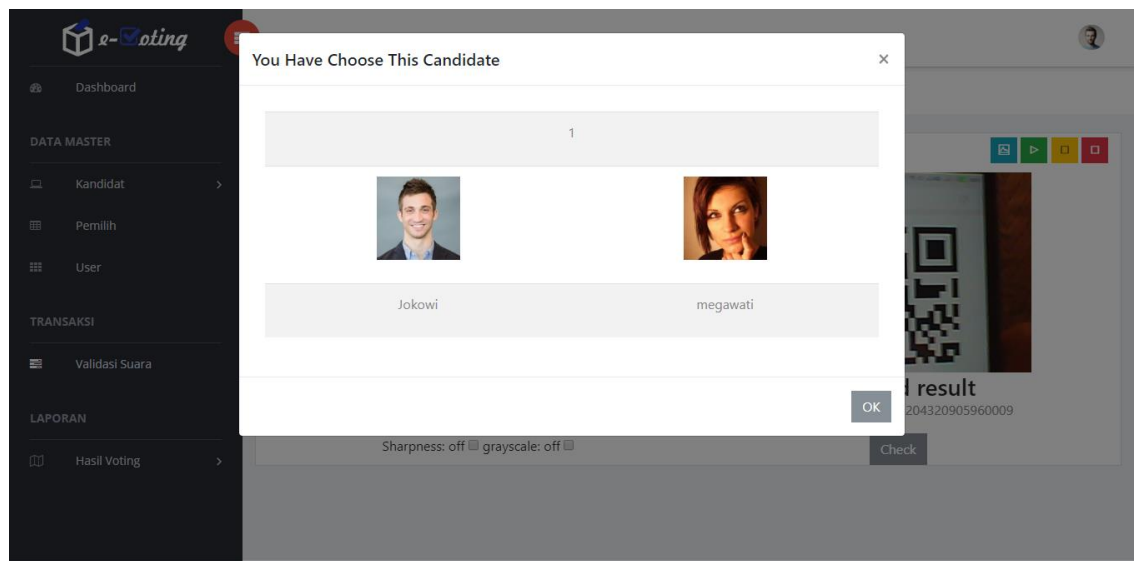 e-Voting
You Have Choose This Candidate
×
Dashboard
DATA MASTER
1
Kandidat
Pemilih
User
Jokowi megawati
TRANSAKSI
Validasi Suara
result
OK
204320905960009
LAPORAN
Sharpness: off grayscale: off
Check
Hasil Voting